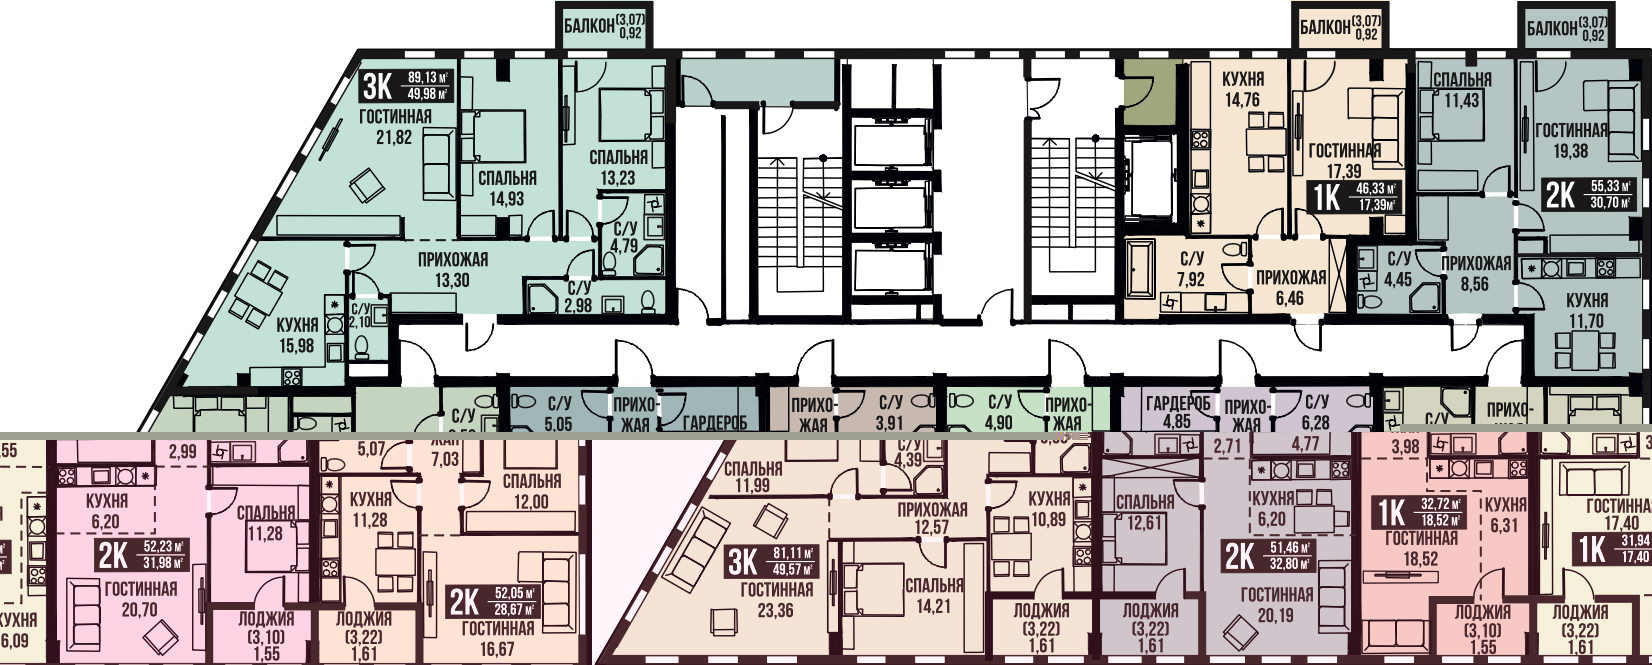 БАЛКОН (3,07)
0,92
БАЛКОН (3,07)
0,92
БАЛКОН (3,07)
0,92
3К 89,13 м²
49,98 м²
ГОСТИННАЯ
21,82
СПАЛЬНЯ
14,93
СПАЛЬНЯ
13,23
С/У
4,79
ПРИХОЖАЯ
13,30
С/У
2,98
С/У
2,10
КУХНЯ
15,98
КУХНЯ
14,76
ГОСТИННАЯ
17,39
1К 46,33 м²
17,39 м²
С/У
7,92
ПРИХОЖАЯ
6,46
СПАЛЬНЯ
11,43
ГОСТИННАЯ
19,38
2К 55,33 м²
30,70 м²
С/У
4,45
ПРИХОЖАЯ
8,56
КУХНЯ
11,70
С/У
С/У
5,05
ПРИХО-
ЖАЯ
ГАРДЕРОБ
ПРИХО-
ЖАЯ
С/У
3,91
С/У
4,90
ПРИХО-
ЖАЯ
ГАРДЕРОБ
4,85
ПРИХО-
ЖАЯ
С/У
6,28
С/У
ПРИХО-
,55
КУХНЯ
6,09
2,99
КУХНЯ
6,20
2К 52,23 м²
31,98 м²
ГОСТИННАЯ
20,70
СПАЛЬНЯ
11,28
ЛОДЖИЯ
(3,10)
1,55
5,07
ЖАЯ
7,03
КУХНЯ
11,28
СПАЛЬНЯ
12,00
2К 52,05 м²
28,67 м²
ГОСТИННАЯ
16,67
ЛОДЖИЯ
(3,22)
1,61
СПАЛЬНЯ
11,99
С/У
4,39
ПРИХОЖАЯ
12,57
3К 81,11 м²
49,57 м²
ГОСТИННАЯ
23,36
СПАЛЬНЯ
14,21
КУХНЯ
10,89
ЛОДЖИЯ
(3,22)
1,61
СПАЛЬНЯ
12,61
2,71
4,77
КУХНЯ
6,20
2К 51,46 м²
32,80 м²
ГОСТИННАЯ
20,19
ЛОДЖИЯ
(3,22)
1,61
3,98
1К 32,72 м²
18,52 м²
ГОСТИННАЯ
18,52
КУХНЯ
6,31
ЛОДЖИЯ
(3,10)
1,55
ГОСТИННА
17,40
1К 31,94
17,40
ЛОДЖИЯ
(3,22)
1,61